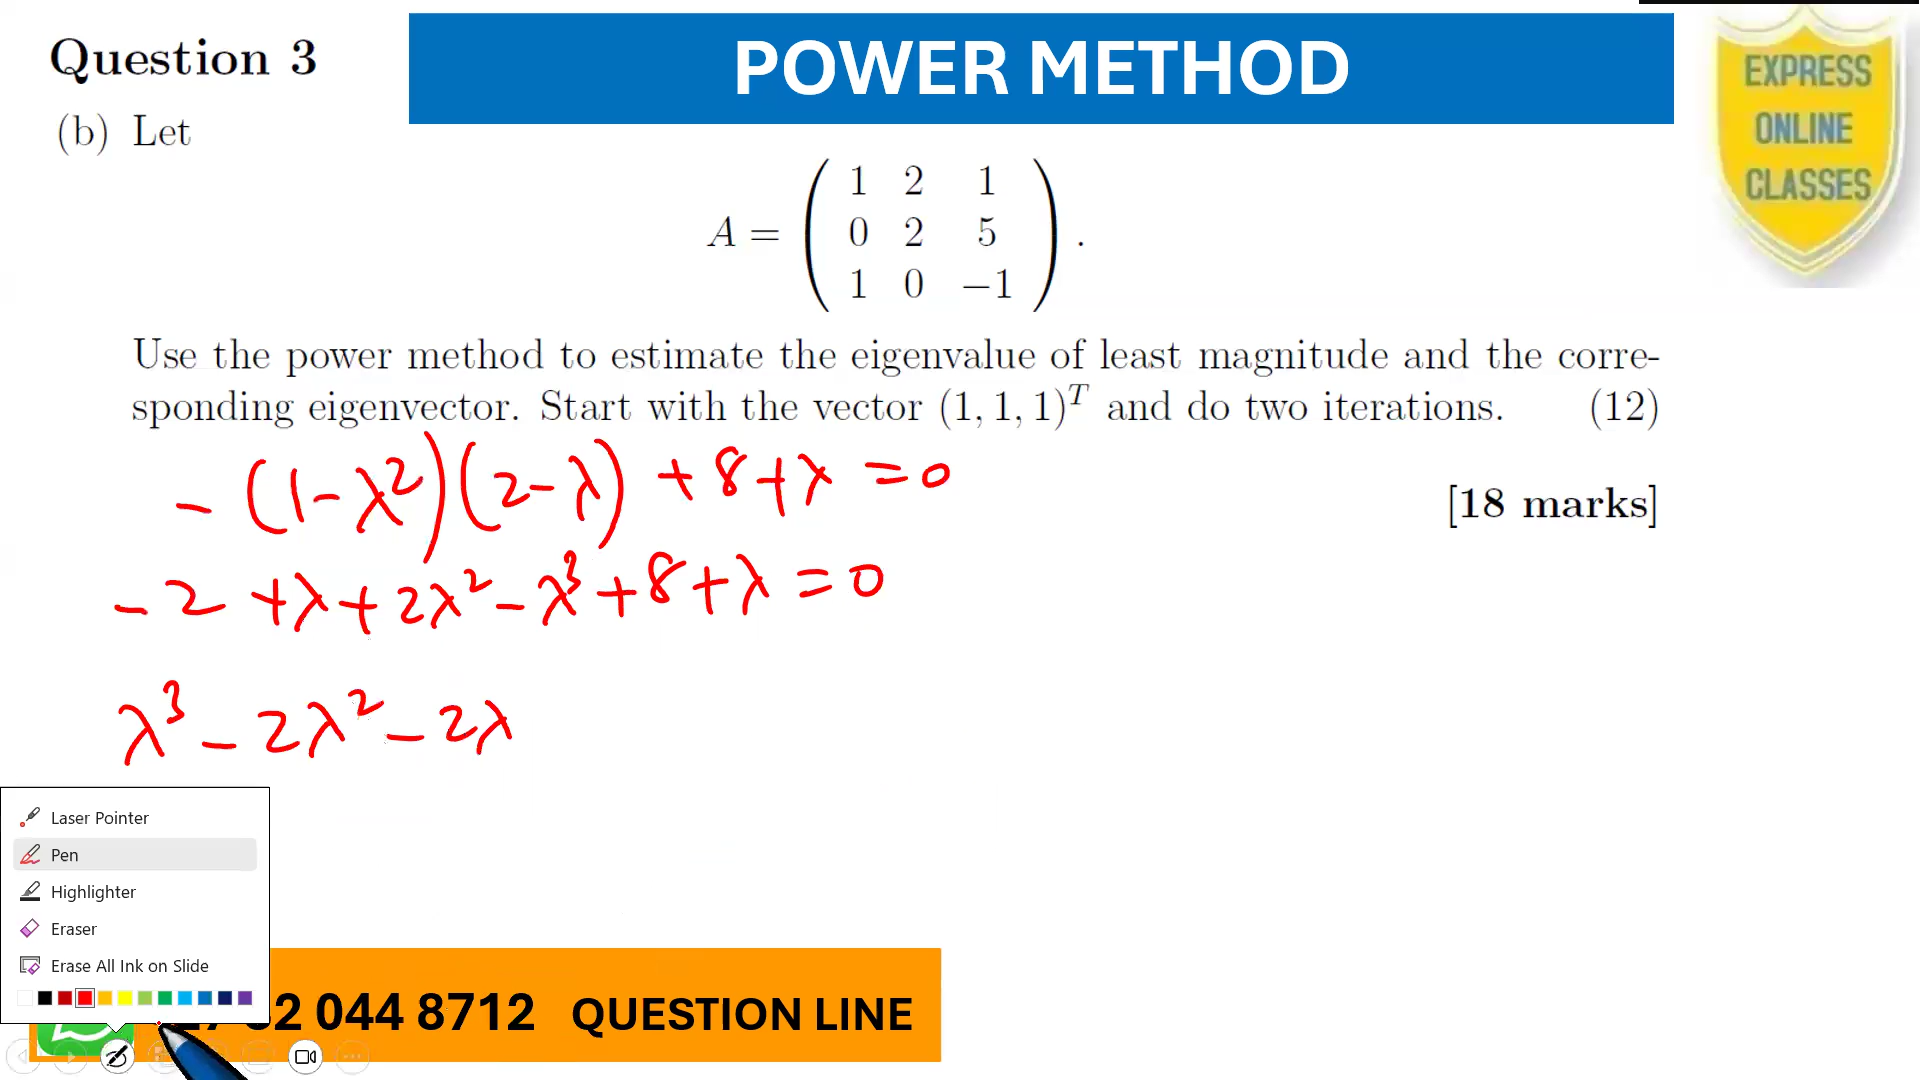 Question 3
POWER METHOD
EXPRESS
ONLINE
CLASSES
(b) Let
A = ( 1 2 1
0 2 5
1 0 −1 ) .
Use the power method to estimate the eigenvalue of least magnitude and the corre-
sponding eigenvector. Start with the vector (1, 1, 1)ᵀ and do two iterations. (12)
- (1-λ²)(2-λ) + 8+λ = 0
[18 marks]
- 2 +λ + 2λ² - λ³ + 8 + λ = 0
λ³ - 2λ² - 2λ
Laser Pointer
Pen
Highlighter
Eraser
Erase All Ink on Slide
2 044 8712 QUESTION LINE